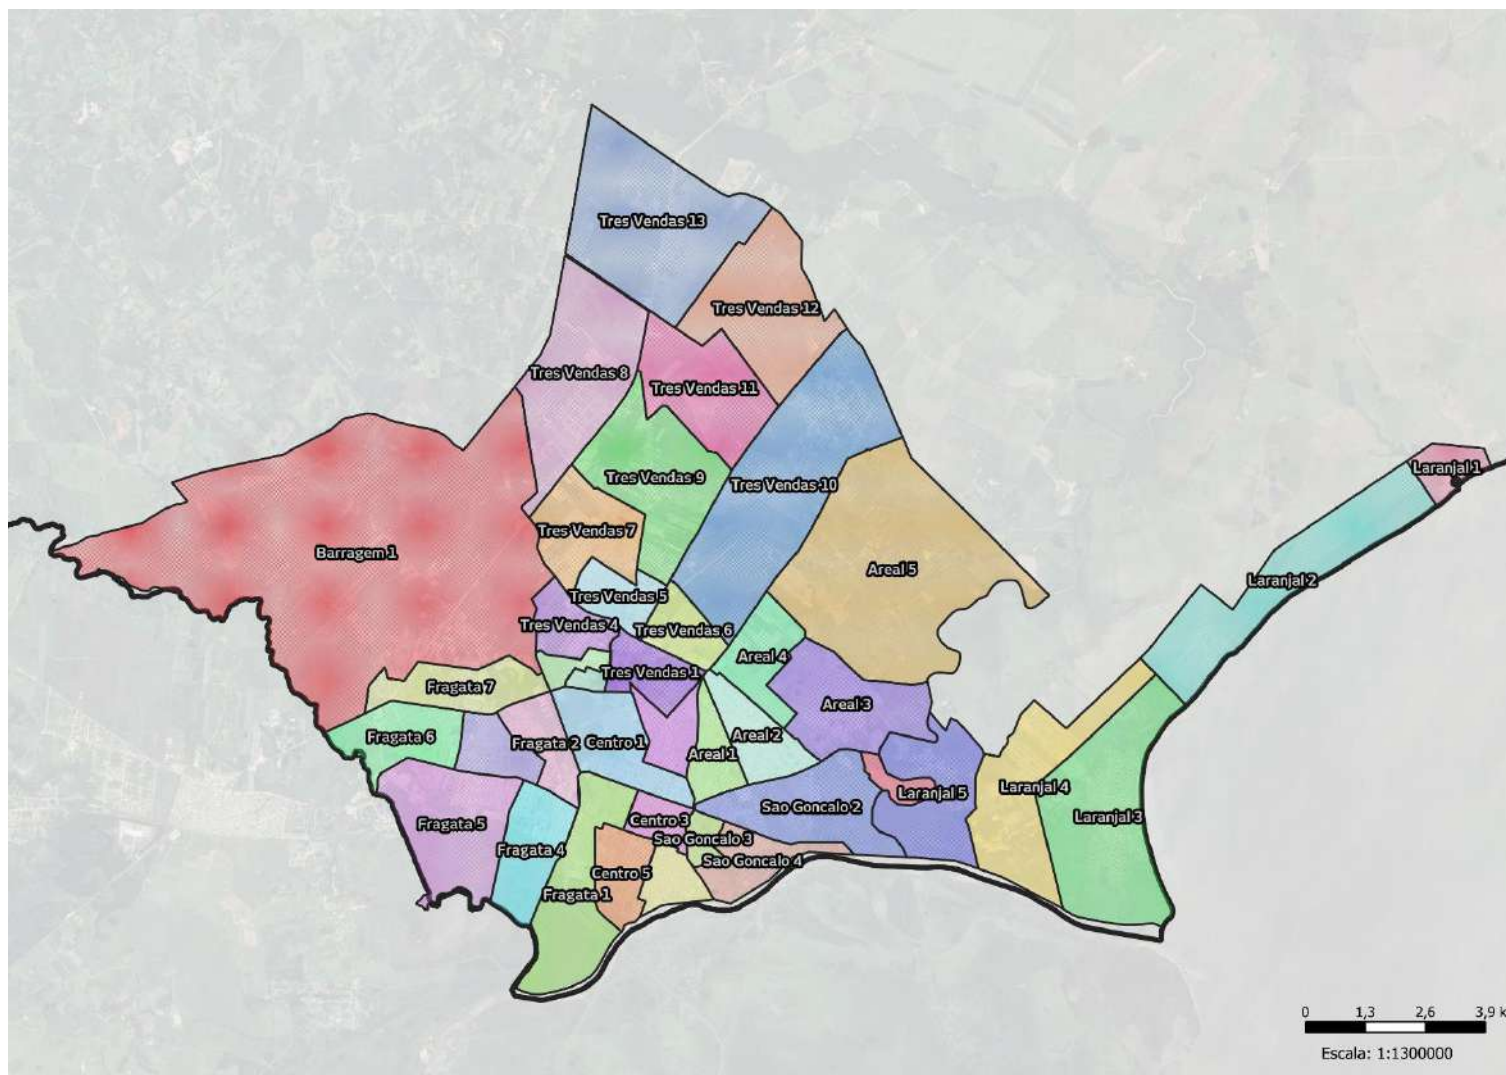 Tres Vendas 13
Tres Vendas 12
Tres Vendas 8
Tres Vendas 11
Laranjal 1
Tres Vendas 9
Tres Vendas 10
Tres Vendas 7
Barragem 1
Areal 5
Laranjal 2
Tres Vendas 5
Tres Vendas 4
Tres Vendas 6
Areal 4
Tres Vendas 1
Fragata 7
Areal 3
Fragata 6
Fragata 2
Centro 1
Areal 2
Areal 1
Laranjal 4
Laranjal 5
Sao Goncalo 2
Laranjal 3
Fragata 5
Centro 3
Sao Goncalo 3
Fragata 4
Sao Goncalo 4
Centro 5
Fragata 1
0 1,3 2,6 3,9 k
Escala: 1:1300000